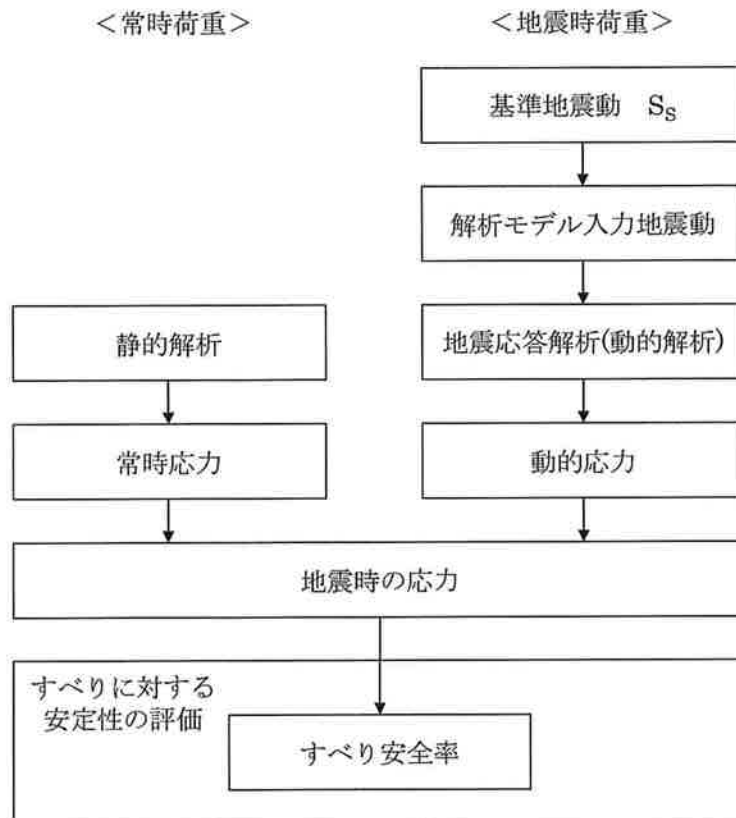 ＜常時荷重＞
＜地震時荷重＞
基準地震動　SS
解析モデル入力地震動
静的解析
地震応答解析(動的解析)
常時応力
動的応力
地震時の応力
すべりに対する
安定性の評価
すべり安全率